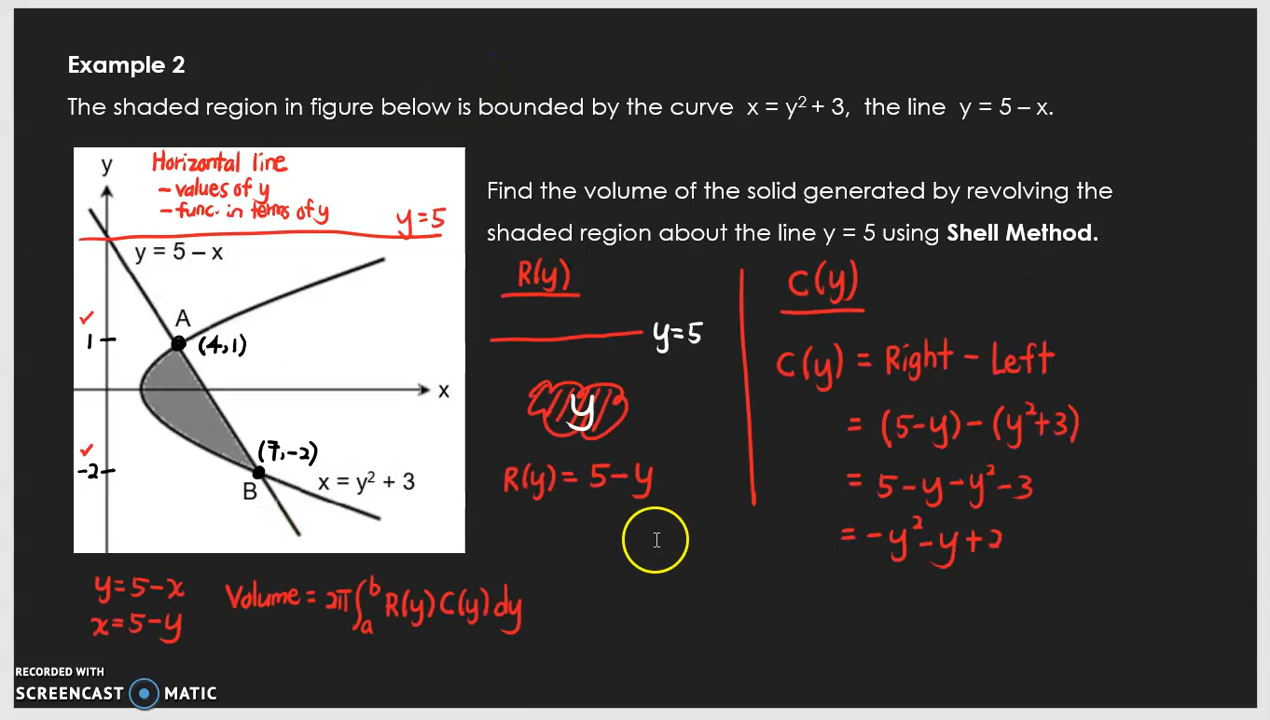 Example 2
The shaded region in figure below is bounded by the curve x = y² + 3, the line y = 5 – x.
Find the volume of the solid generated by revolving the
shaded region about the line y = 5 using Shell Method.
y
Horizontal line
- values of y
- func. in terms of y
y=5
y = 5 – x
A
1
(4,1)
x
(7,-2)
-2
B
x = y² + 3
R(y)
y=5
y
R(y) = 5-y
C(y)
C(y) = Right - Left
= (5-y)-(y²+3)
= 5-y-y²-3
= -y²-y+2
y=5-x
x=5-y
Volume = 2π∫ₐᵇ R(y) C(y) dy
RECORDED WITH
SCREENCAST MATIC